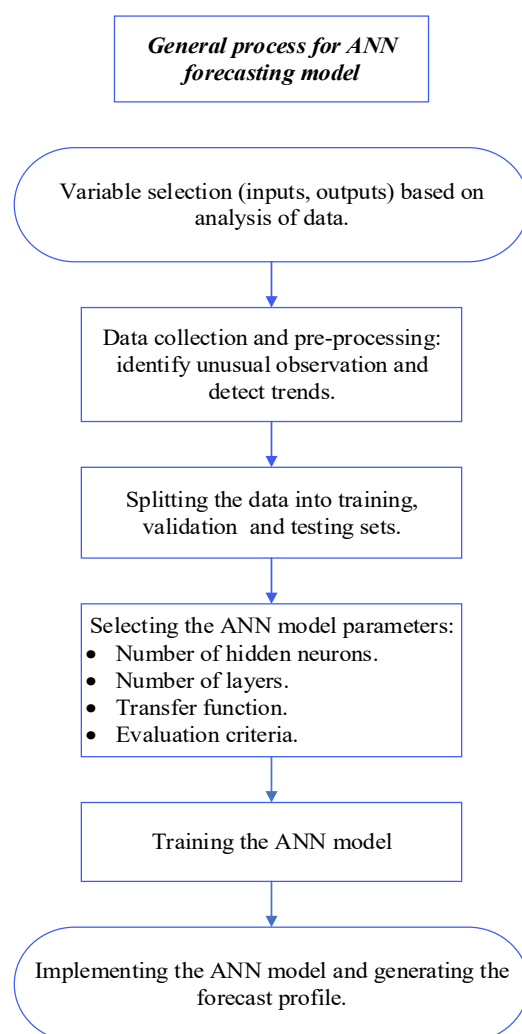 General process for ANN
forecasting model
Variable selection (inputs, outputs) based on
analysis of data.
Data collection and pre-processing:
identify unusual observation and
detect trends.
Splitting the data into training,
validation  and testing sets.
Selecting the ANN model parameters:
• Number of hidden neurons.
• Number of layers.
• Transfer function.
• Evaluation criteria.
Training the ANN model
Implementing the ANN model and generating the
forecast profile.